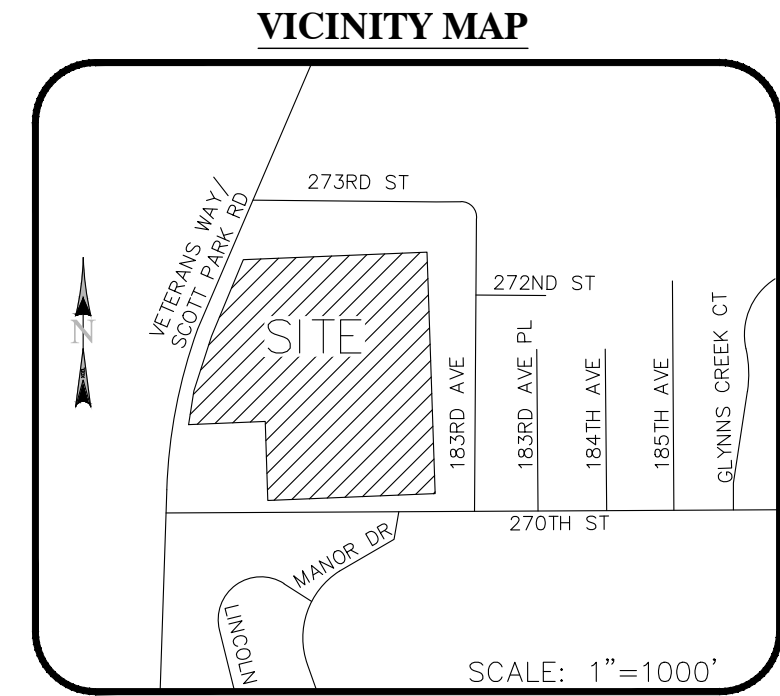 VICINITY MAP
273RD ST
VETERANS WAY/
SCOTT PARK RD
272ND ST
SITE
N
183RD AVE
183RD AVE PL
184TH AVE
185TH AVE
GLYNNS CREEK CT
270TH ST
MANOR DR
LINCOLN
SCALE: 1"=1000'